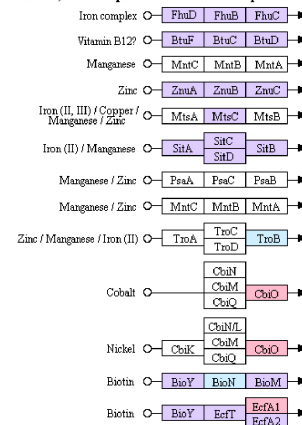 Iron complex FhuD FhuB FhuC
Vitamin B12? BtuF BtuC BtuD
Manganese MntC MntB MntA
Zinc ZnuA ZnuB ZnuC
Iron (II, III) / Copper /
Manganese / Zinc MtsA MtsC MtsB
Iron (II) / Manganese SitA SitC SitD SitB
Manganese / Zinc PsaA PsaC PsaB
Manganese / Zinc MntC MntB MntA
Zinc / Manganese / Iron (II) TroA TroC TroD TroB
Cobalt CbiN CbiM CbiQ CbiO
Nickel CbiK CbiN/L CbiM CbiQ CbiO
Biotin BioY BioN BioM
Biotin BioY EcfT EcfA1 EcfA2